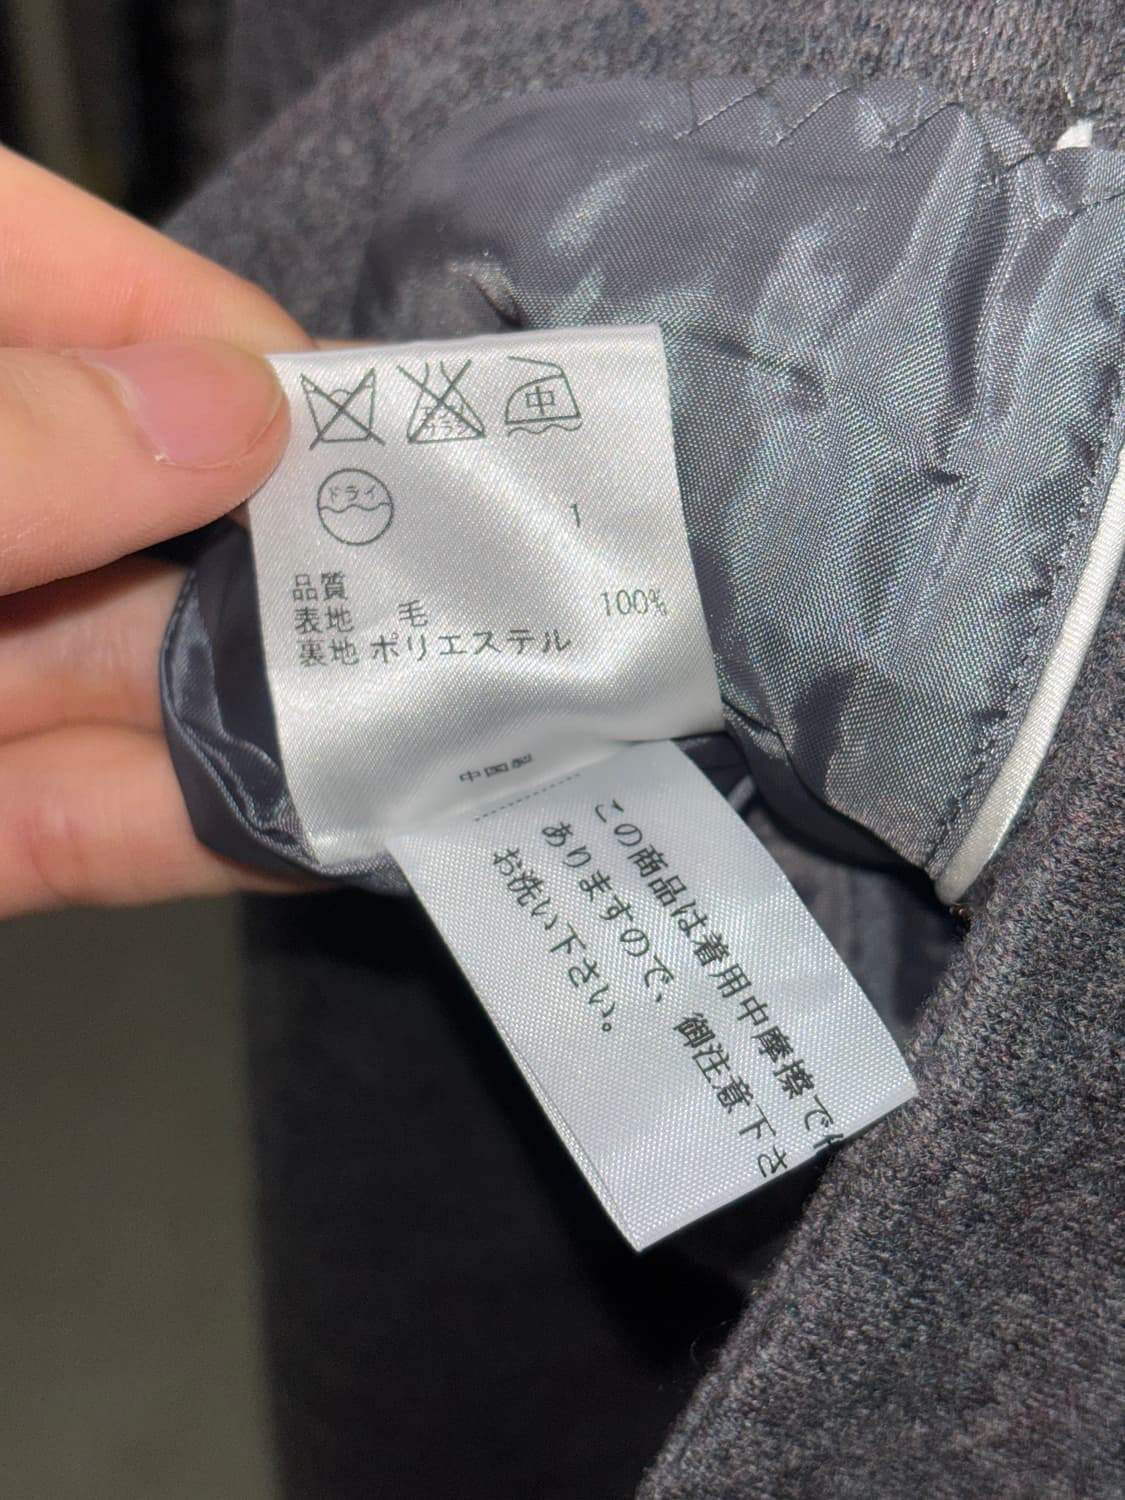 中
ドライ
1
品質
表地 毛 100%
裏地 ポリエステル
中国製
この商品は着用中摩擦で
ありますので、御注意下さ
お洗い下さい。